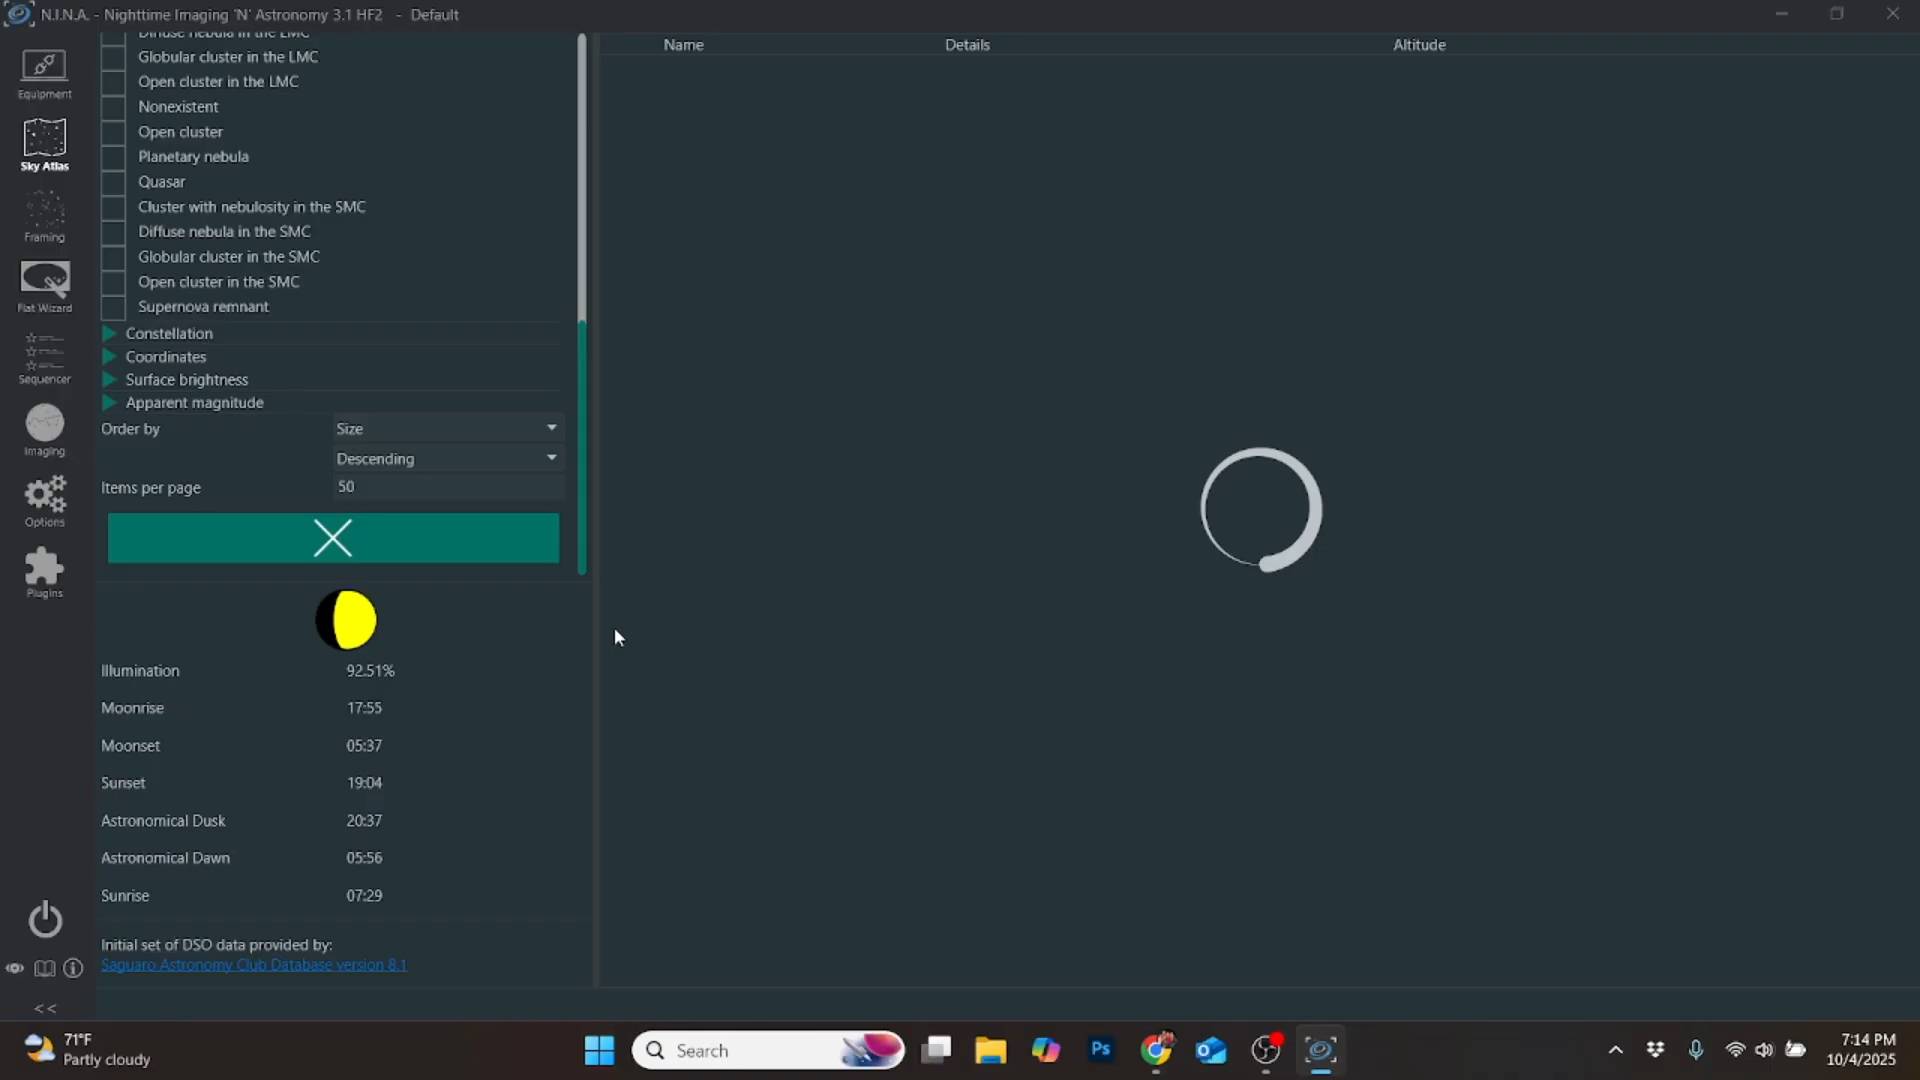 N.I.N.A. - Nighttime Imaging 'N' Astronomy 3.1 HF2 - Default
Name Details Altitude
Equipment
Sky Atlas
Framing
Flat Wizard
Sequencer
Imaging
Options
Plugins
<<
Diffuse nebula in the LMC
Globular cluster in the LMC
Open cluster in the LMC
Nonexistent
Open cluster
Planetary nebula
Quasar
Cluster with nebulosity in the SMC
Diffuse nebula in the SMC
Globular cluster in the SMC
Open cluster in the SMC
Supernova remnant
Constellation
Coordinates
Surface brightness
Apparent magnitude
Order by Size
Descending
Items per page 50
Illumination 92.51%
Moonrise 17:55
Moonset 05:37
Sunset 19:04
Astronomical Dusk 20:37
Astronomical Dawn 05:56
Sunrise 07:29
Initial set of DSO data provided by:
Saguaro Astronomy Club Database version 8.1
71°F
Partly cloudy
Search
Ps
7:14 PM
10/4/2025